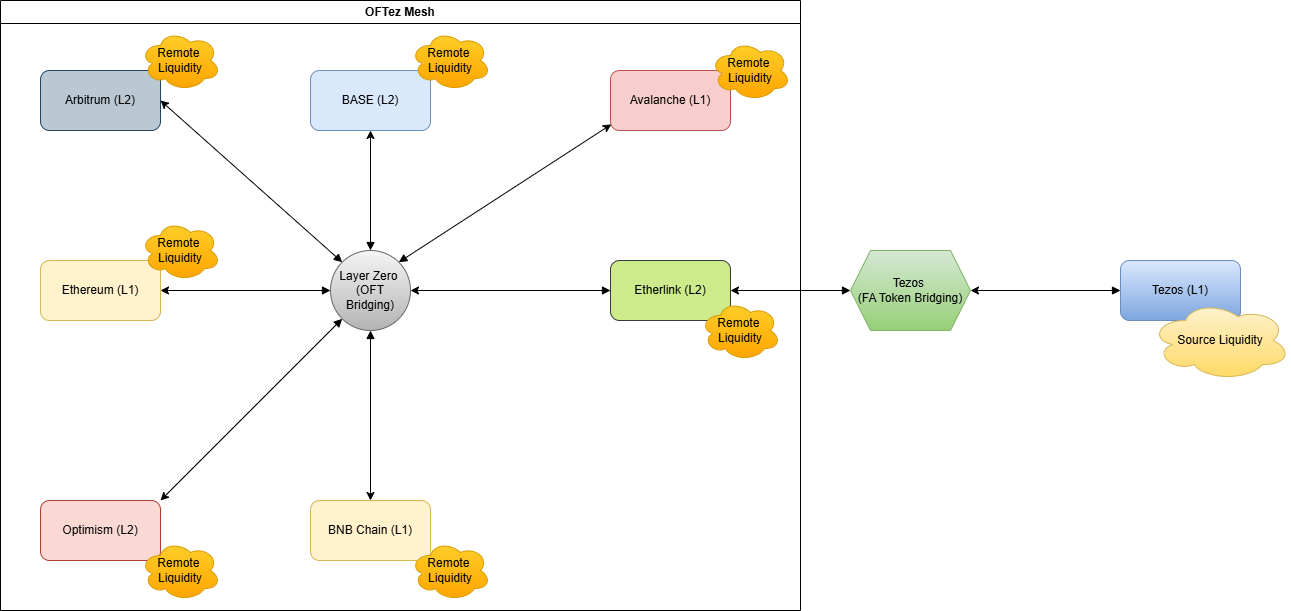 OFTez Mesh
Remote
Liquidity
Arbitrum (L2)
Remote
Liquidity
BASE (L2)
Remote
Liquidity
Avalanche (L1)
Remote
Liquidity
Ethereum (L1)
Layer Zero
(OFT
Bridging)
Etherlink (L2)
Remote
Liquidity
Tezos
(FA Token Bridging)
Tezos (L1)
Source Liquidity
Optimism (L2)
Remote
Liquidity
BNB Chain (L1)
Remote
Liquidity